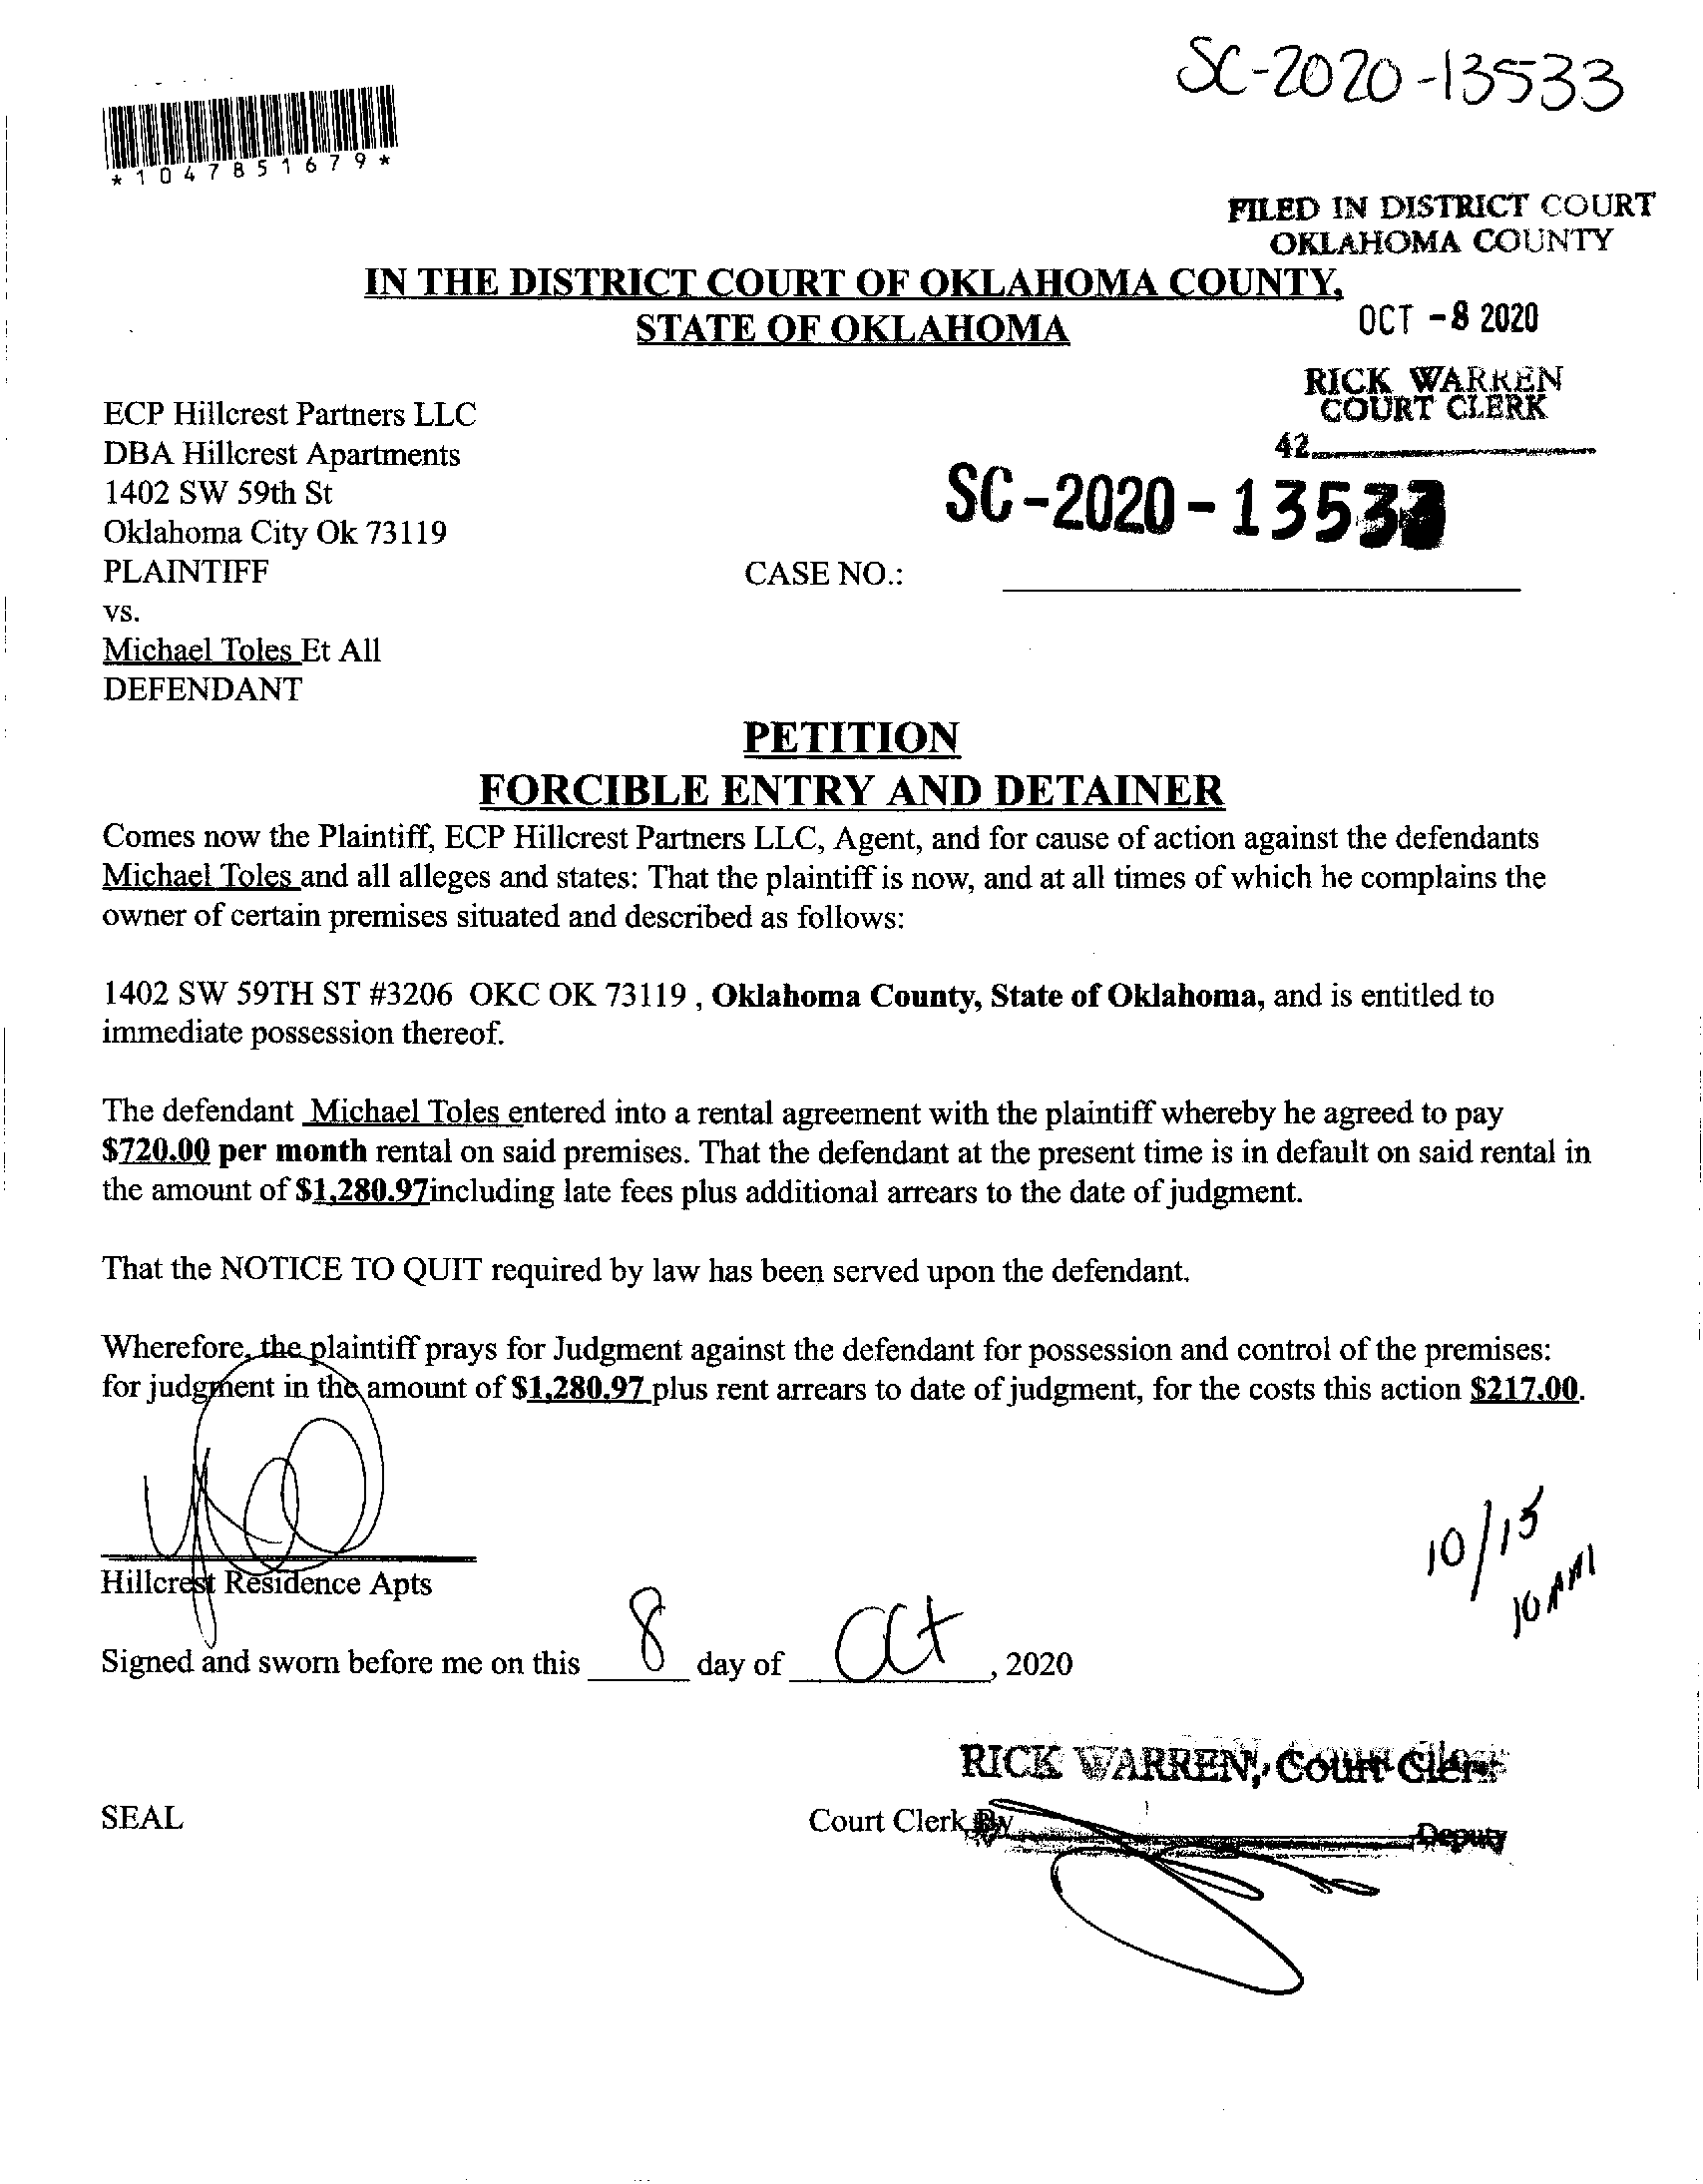 SC-2020-13533
*1047851679*
FILED IN DISTRICT COURT
OKLAHOMA COUNTY
IN THE DISTRICT COURT OF OKLAHOMA COUNTY,
STATE OF OKLAHOMA
OCT -8 2020
RICK WARREN
COURT CLERK
42
ECP Hillcrest Partners LLC
DBA Hillcrest Apartments
1402 SW 59th St
Oklahoma City Ok 73119
SC-2020-13533
PLAINTIFF
CASE NO.:
vs.
Michael Toles Et All
DEFENDANT
PETITION
FORCIBLE ENTRY AND DETAINER
Comes now the Plaintiff, ECP Hillcrest Partners LLC, Agent, and for cause of action against the defendants
Michael Toles and all alleges and states: That the plaintiff is now, and at all times of which he complains the
owner of certain premises situated and described as follows:
1402 SW 59TH ST #3206 OKC OK 73119 , Oklahoma County, State of Oklahoma, and is entitled to
immediate possession thereof.
The defendant Michael Toles entered into a rental agreement with the plaintiff whereby he agreed to pay
$720.00 per month rental on said premises. That the defendant at the present time is in default on said rental in
the amount of $1,280.97including late fees plus additional arrears to the date of judgment.
That the NOTICE TO QUIT required by law has been served upon the defendant.
Wherefore, the plaintiff prays for Judgment against the defendant for possession and control of the premises:
for judgment in the amount of $1,280.97 plus rent arrears to date of judgment, for the costs this action $217.00.
10/15
10 AM
Hillcrest Residence Apts
Signed and sworn before me on this 8 day of Oct, 2020
RICK WARREN, Court Clerk
SEAL
Court Clerk By Deputy